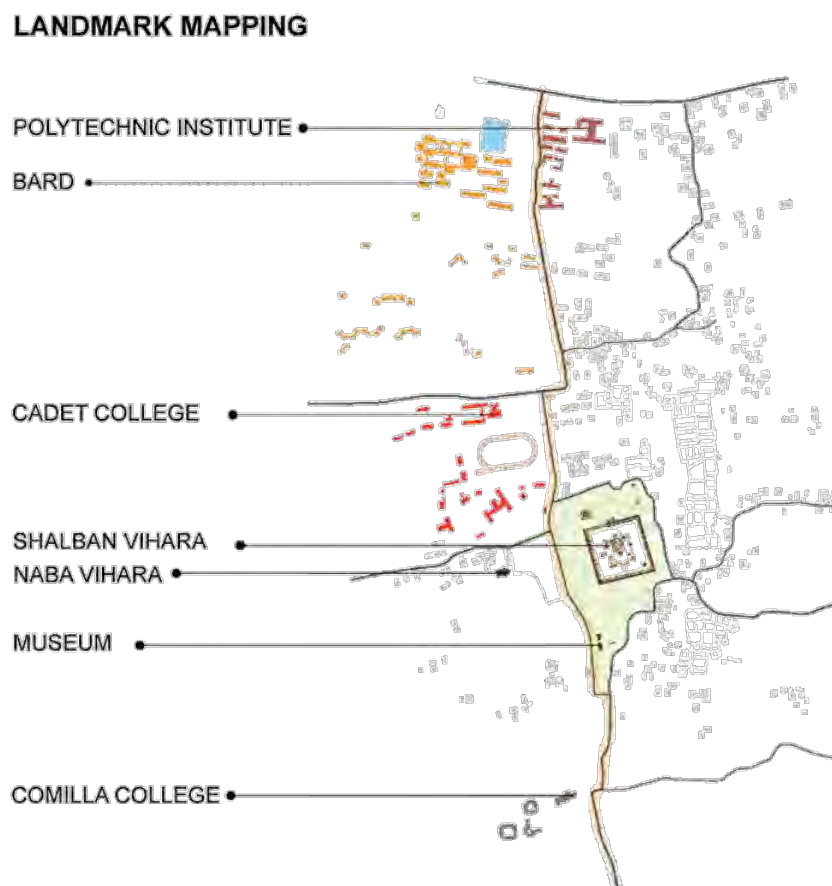 LANDMARK MAPPING
POLYTECHNIC INSTITUTE
BARD
CADET COLLEGE
SHALBAN VIHARA
NABA VIHARA
MUSEUM
COMILLA COLLEGE